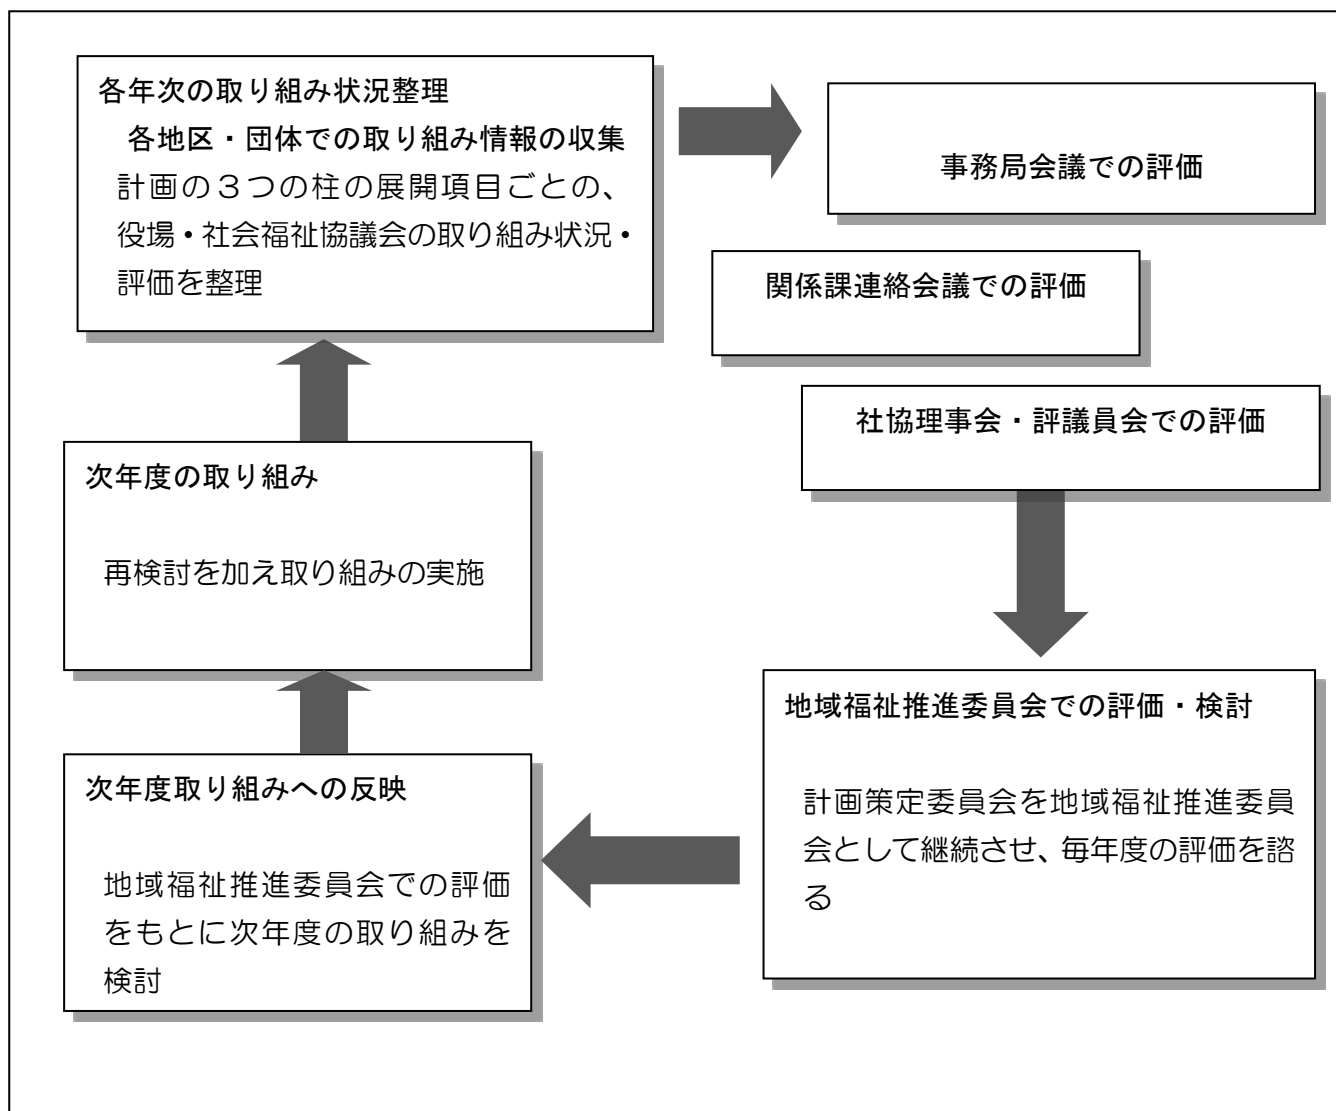 各年次の取り組み状況整理
各地区・団体での取り組み情報の収集
計画の３つの柱の展開項目ごとの、
役場・社会福祉協議会の取り組み状況・
評価を整理
事務局会議での評価
関係課連絡会議での評価
社協理事会・評議員会での評価
地域福祉推進委員会での評価・検討
計画策定委員会を地域福祉推進委員
会として継続させ、毎年度の評価を諮
る
次年度取り組みへの反映
地域福祉推進委員会での評価
をもとに次年度の取り組みを
検討
次年度の取り組み
再検討を加え取り組みの実施